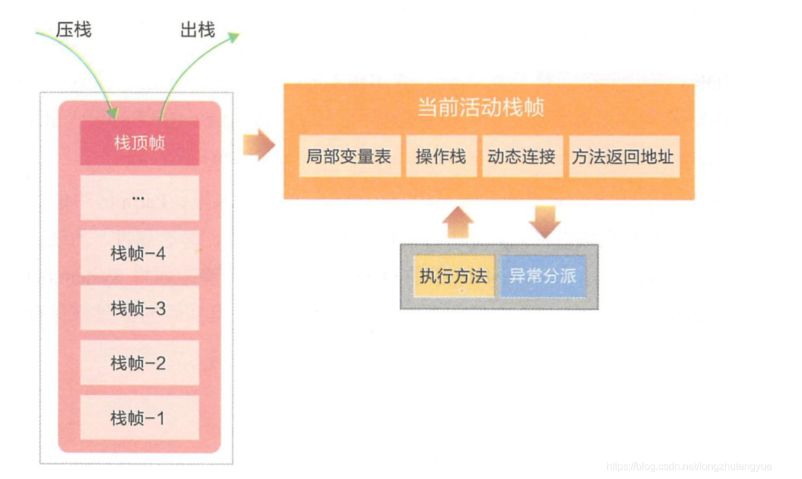 压栈
出栈
栈顶帧
...
栈帧-4
栈帧-3
栈帧-2
栈帧-1
当前活动栈帧
局部变量表
操作栈
动态连接
方法返回地址
执行方法
异常分派
https://blog.csdn.net/longzhutengyue